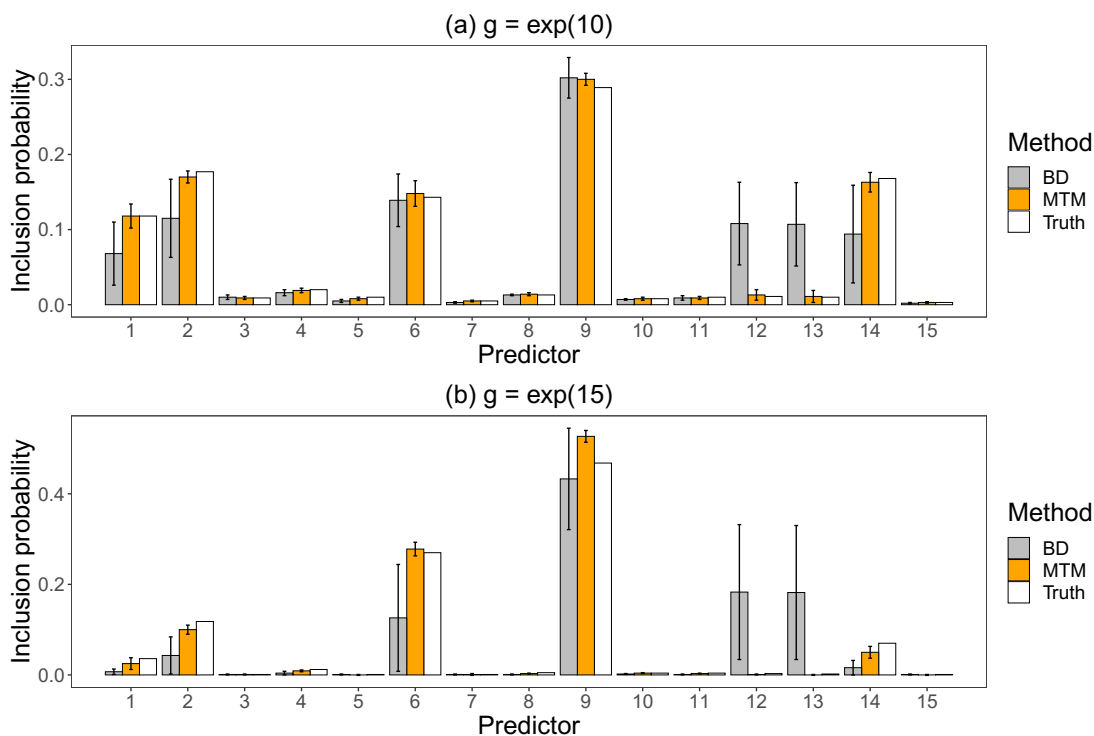 (a) g = exp(10)
Inclusion probability
0.3
0.2
0.1
0.0
1 2 3 4 5 6 7 8 9 10 11 12 13 14 15
Predictor
Method
BD
MTM
Truth
(b) g = exp(15)
Inclusion probability
0.4
0.2
0.0
1 2 3 4 5 6 7 8 9 10 11 12 13 14 15
Predictor
Method
BD
MTM
Truth